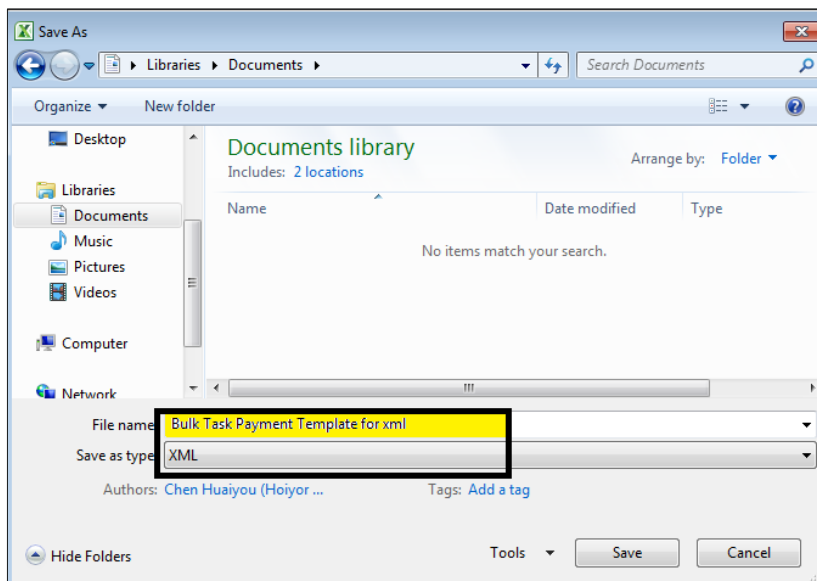 Save As
Libraries Documents
Search Documents
Organize New folder
Desktop
Libraries
Documents
Music
Pictures
Videos
Computer
Network
Documents library
Includes: 2 locations
Arrange by: Folder
Name Date modified Type
No items match your search.
File name Bulk Task Payment Template for xml
Save as type XML
Authors: Chen Huaiyou (Hoiyor ... Tags: Add a tag
Hide Folders Tools Save Cancel